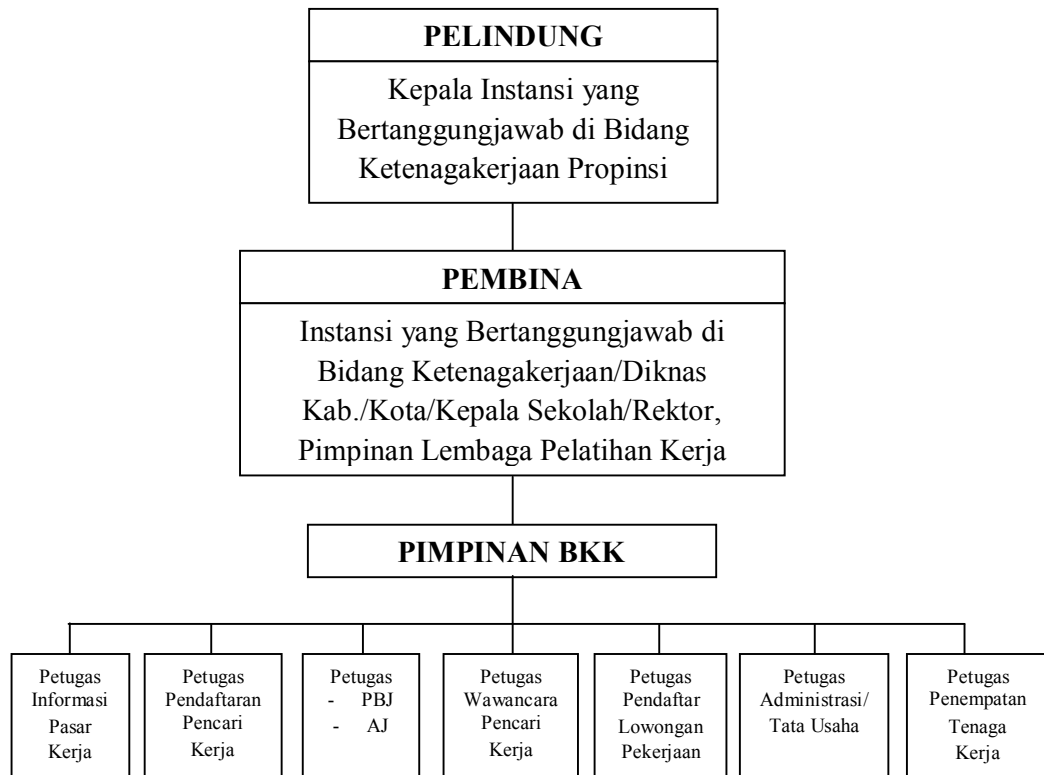 PELINDUNG
Kepala Instansi yang
Bertanggungjawab di Bidang
Ketenagakerjaan Propinsi
PEMBINA
Instansi yang Bertanggungjawab di
Bidang Ketenagakerjaan/Diknas
Kab./Kota/Kepala Sekolah/Rektor,
Pimpinan Lembaga Pelatihan Kerja
PIMPINAN BKK
Petugas
Informasi
Pasar
Kerja
Petugas
Pendaftaran
Pencari
Kerja
Petugas
- PBJ
- AJ
Petugas
Wawancara
Pencari
Kerja
Petugas
Pendaftar
Lowongan
Pekerjaan
Petugas
Administrasi/
Tata Usaha
Petugas
Penempatan
Tenaga
Kerja